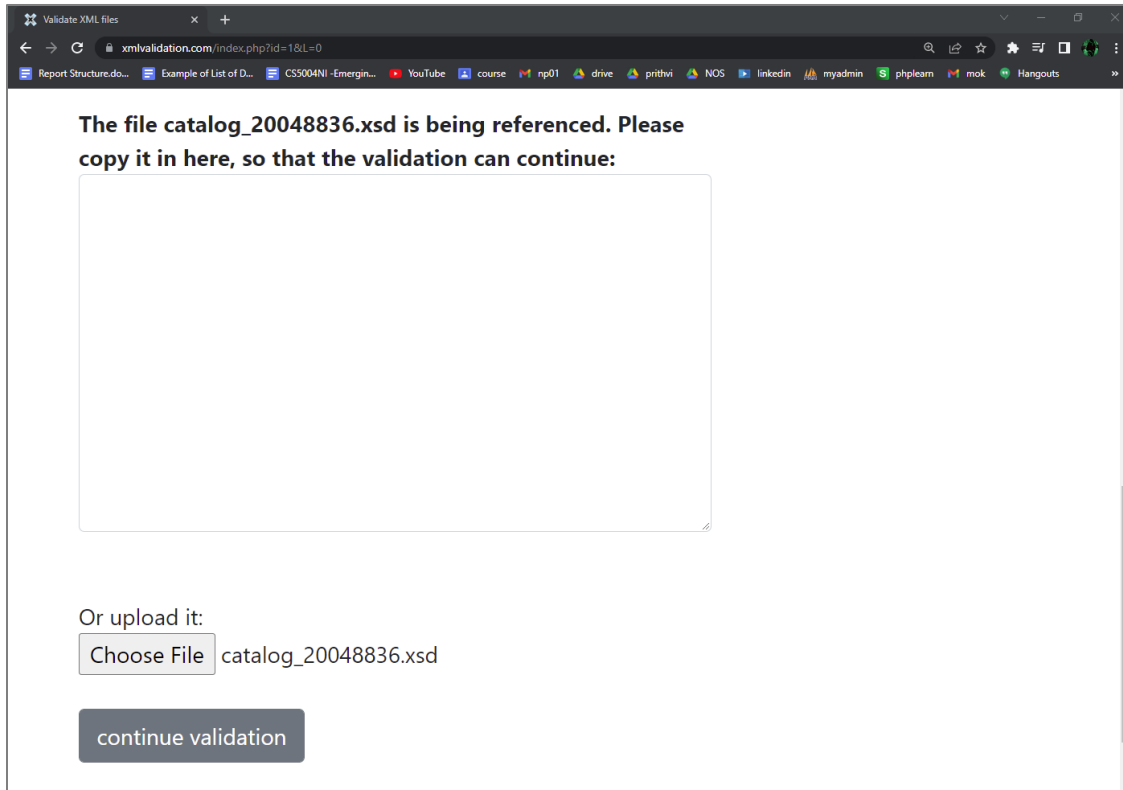 Validate XML files
xmlvalidation.com/index.php?id=1&L=0
Report Structure.do... Example of List of D... CS5004NI -Emergin... YouTube course np01 drive prithvi NOS linkedin myadmin S phplearn mok Hangouts »
The file catalog_20048836.xsd is being referenced. Please
copy it in here, so that the validation can continue:
Or upload it:
Choose File catalog_20048836.xsd
continue validation